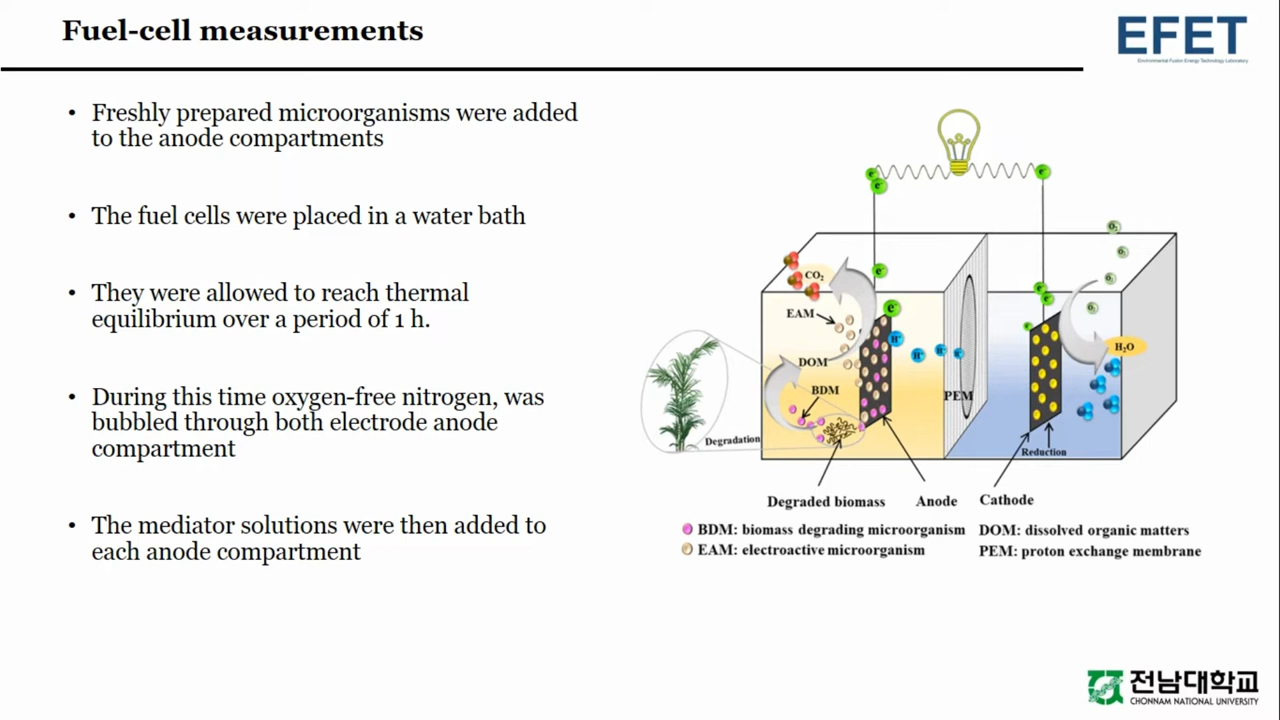 Fuel-cell measurements
EFET
Environmental Fusion Energy Technology Laboratory
• Freshly prepared microorganisms were added
to the anode compartments
• The fuel cells were placed in a water bath
• They were allowed to reach thermal
equilibrium over a period of 1 h.
• During this time oxygen-free nitrogen, was
bubbled through both electrode anode
compartment
• The mediator solutions were then added to
each anode compartment
e⁻
e⁻
e⁻
O₂
O₂
CO₂
e⁻
O₂
e⁻
e⁻
EAM
e⁻
O₂
e⁻
H⁺
H⁺
H⁺
H⁺
H₂O
DOM
BDM
PEM
Degradation
Reduction
Degraded biomass
Anode
Cathode
BDM: biomass degrading microorganism
DOM: dissolved organic matters
EAM: electroactive microorganism
PEM: proton exchange membrane
전남대학교
CHONNAM NATIONAL UNIVERSITY